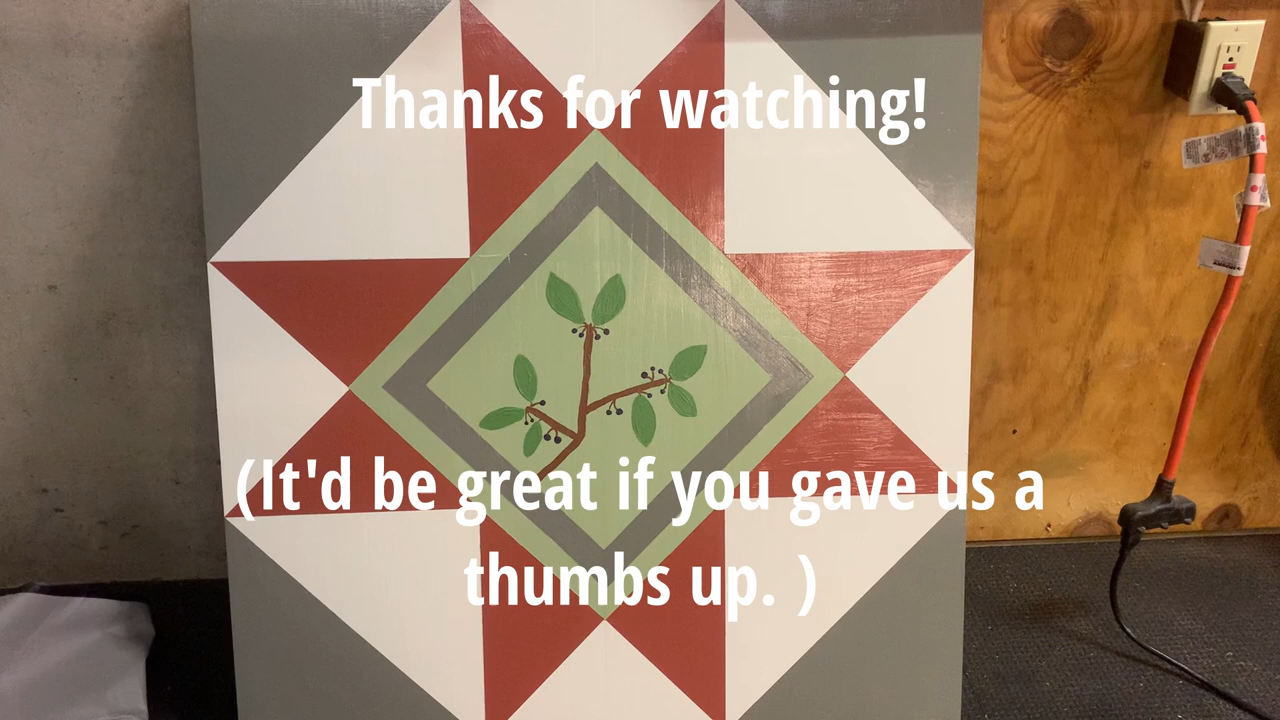 Thanks for watching!
(It'd be great if you gave us a
thumbs up. )